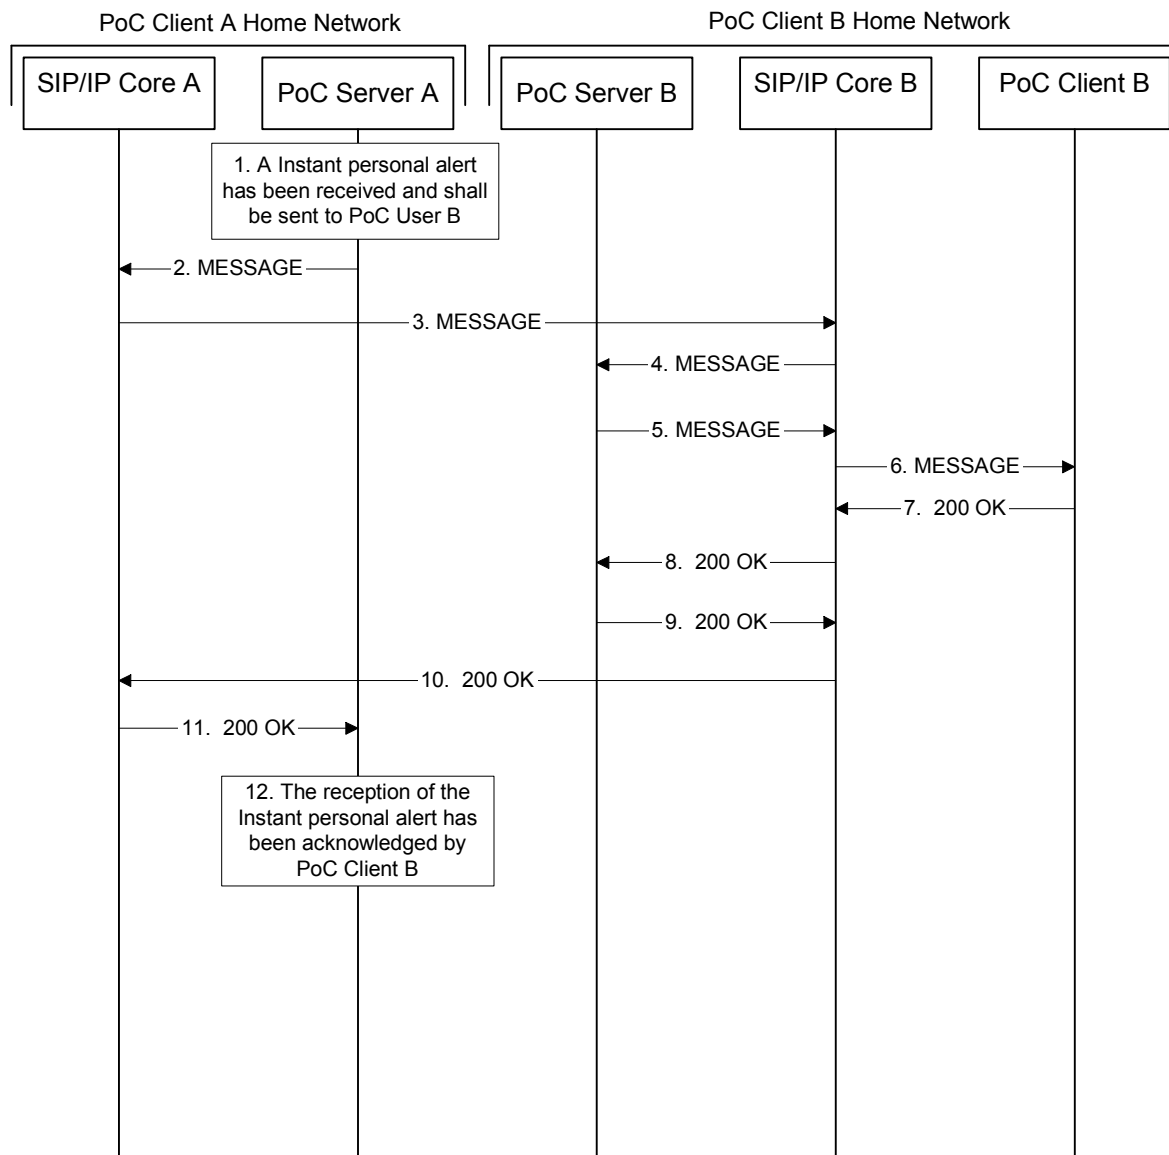 PoC Client A Home Network
PoC Client B Home Network
SIP/IP Core A
PoC Server A
PoC Server B
SIP/IP Core B
PoC Client B
1. A Instant personal alert
has been received and shall
be sent to PoC User B
2. MESSAGE
3. MESSAGE
4. MESSAGE
5. MESSAGE
6. MESSAGE
7.  200 OK
8.  200 OK
9.  200 OK
10.  200 OK
11.  200 OK
12. The reception of the
Instant personal alert has
been acknowledged by
PoC Client B